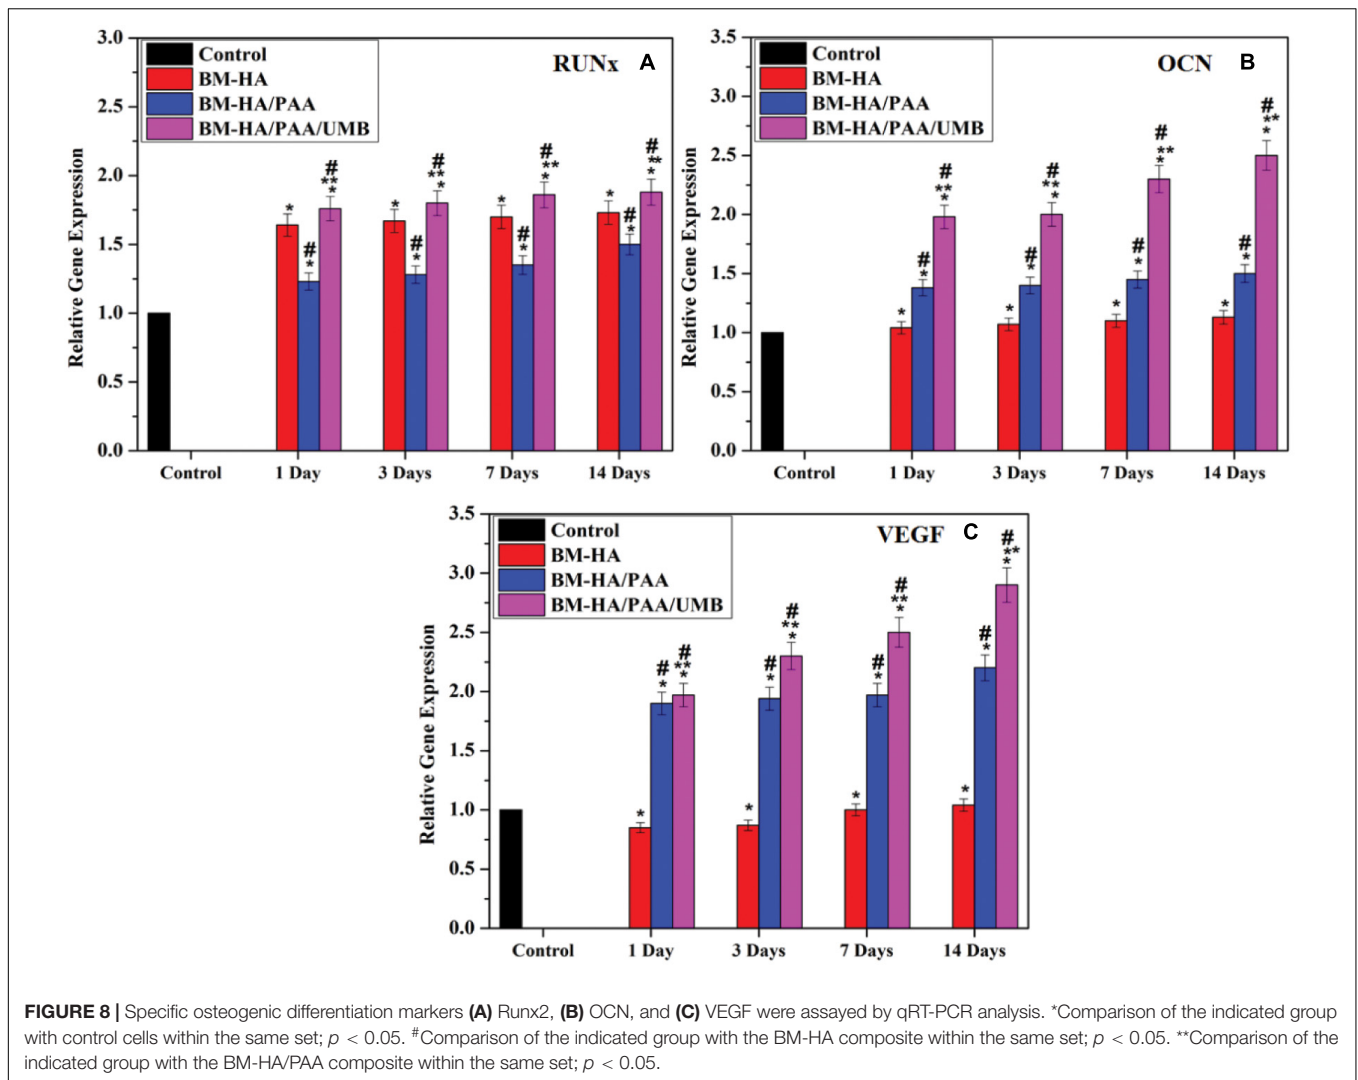 RUNx A
Control
BM-HA
BM-HA/PAA
BM-HA/PAA/UMB
Relative Gene Expression
3.0
2.5
2.0
1.5
1.0
0.5
0.0
# # # #
** ** ** **
* * * * * * * *
# # # #
* * * *
Control 1 Day 3 Days 7 Days 14 Days
OCN B
Control
BM-HA
BM-HA/PAA
BM-HA/PAA/UMB
Relative Gene Expression
3.5
3.0
2.5
2.0
1.5
1.0
0.5
0.0
# # # #
** ** ** **
* * * *
# # # #
* * * *
* * * *
Control 1 Day 3 Days 7 Days 14 Days
VEGF C
Control
BM-HA
BM-HA/PAA
BM-HA/PAA/UMB
Relative Gene Expression
3.5
3.0
2.5
2.0
1.5
1.0
0.5
0.0
# # # #
** ** ** **
* * * *
# # # #
* * * *
* * * *
Control 1 Day 3 Days 7 Days 14 Days
FIGURE 8 | Specific osteogenic differentiation markers (A) Runx2, (B) OCN, and (C) VEGF were assayed by qRT-PCR analysis. *Comparison of the indicated group
with control cells within the same set; p < 0.05. #Comparison of the indicated group with the BM-HA composite within the same set; p < 0.05. **Comparison of the
indicated group with the BM-HA/PAA composite within the same set; p < 0.05.